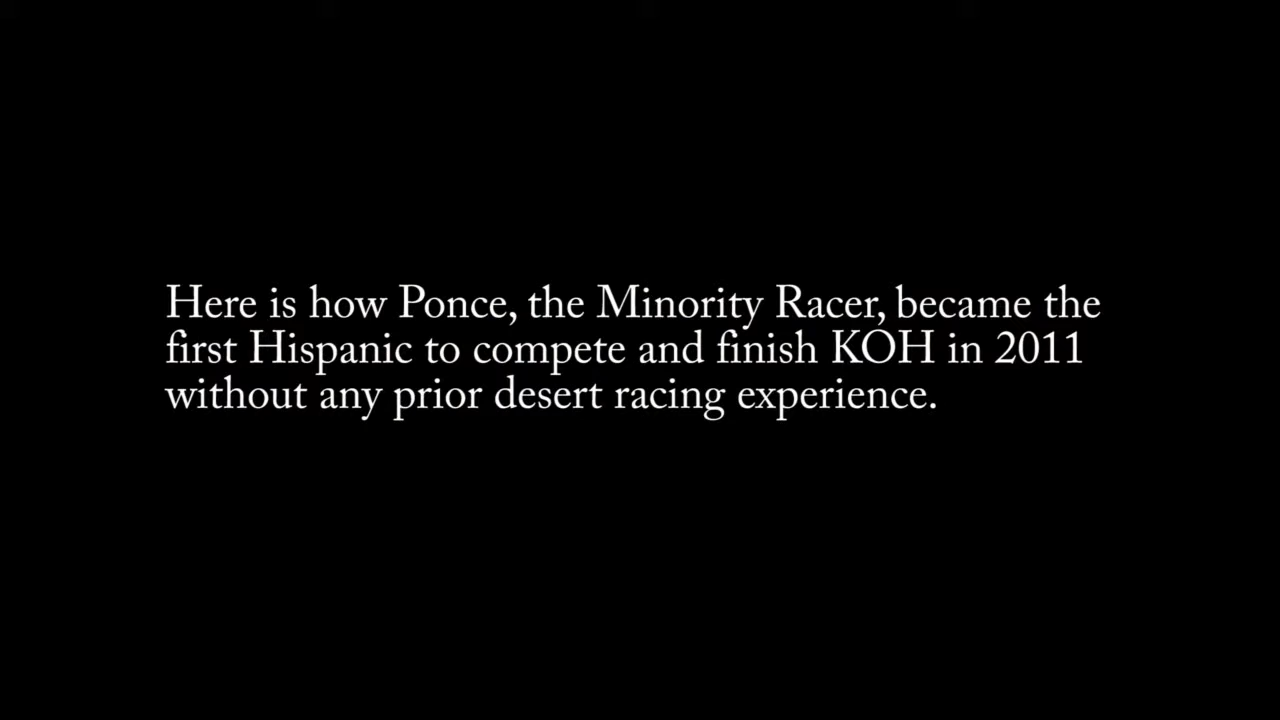 Here is how Ponce, the Minority Racer, became the
first Hispanic to compete and finish KOH in 2011
without any prior desert racing experience.